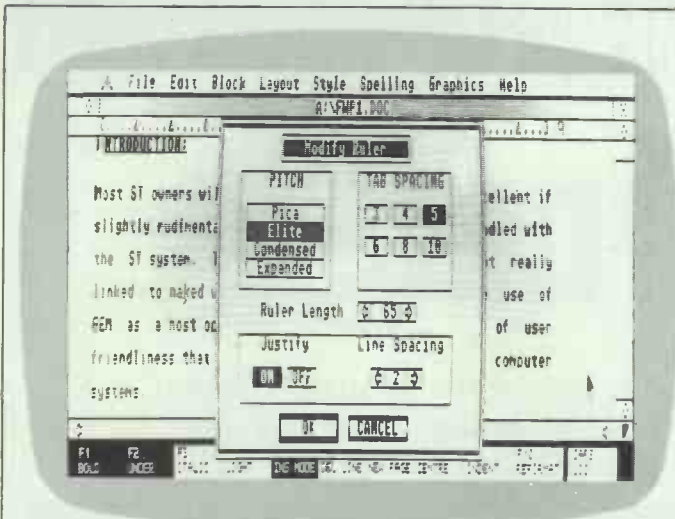 File Edit Block Layout Style Spelling Graphics Help
A:\FWP1.DOC
INTRODUCTION:
Modify Ruler
PITCH
TAB SPACING
Most ST owners wil
ellent if
Pica
3 4 5
slightly rudimenta
dled with
Elite
6 8 10
Condensed
the ST system.
t really
Expanded
linked to maked w
use of
Ruler Length 65
GEM as a most op
of user
Justify
Line Spacing
friendliness that
computer
ON OFF
2
systems.
OK CANCEL
F1 F2
BOLD UNDER INS MODE NEW PAGE CENTRE